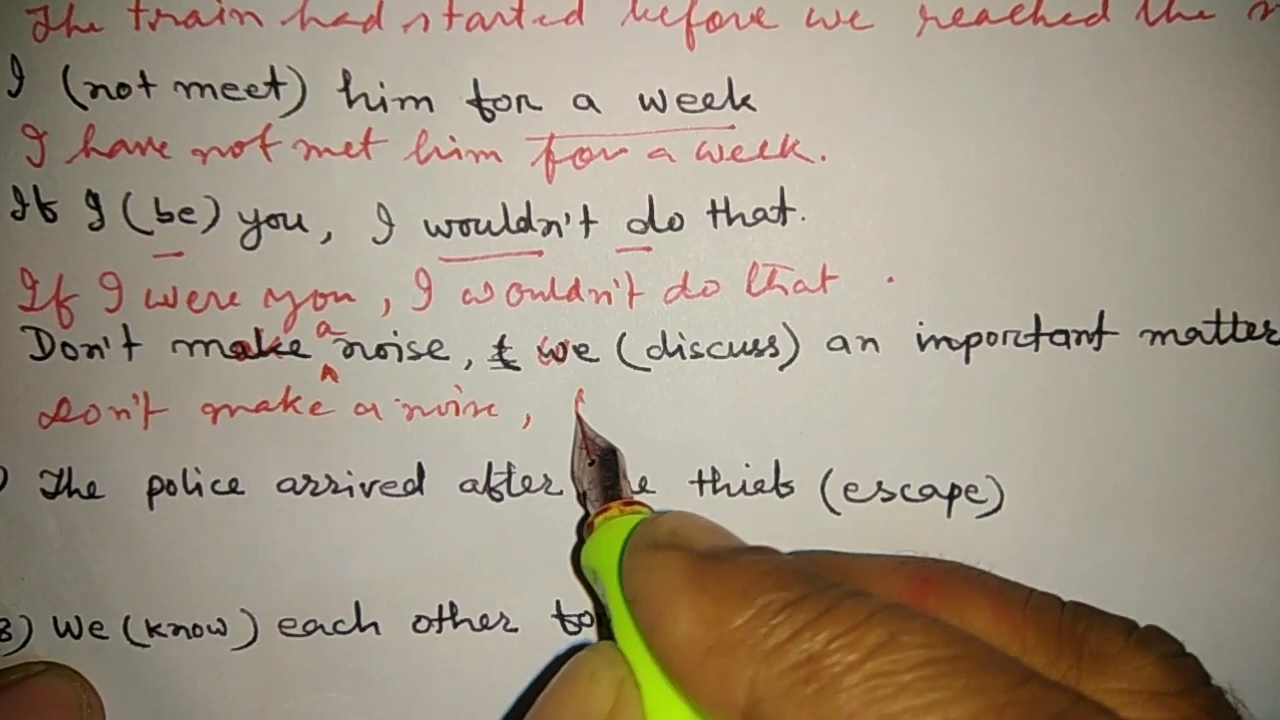 The train had started before we reached the
I (not meet) him for a week
I have not met him for a week.
If I (be) you, I wouldn't do that.
If I were you, I wouldn't do that .
Don't make a noise, we (discuss) an important matter
Don't make a noise,
) The police arrived after thief (escape)
8) We (know) each other